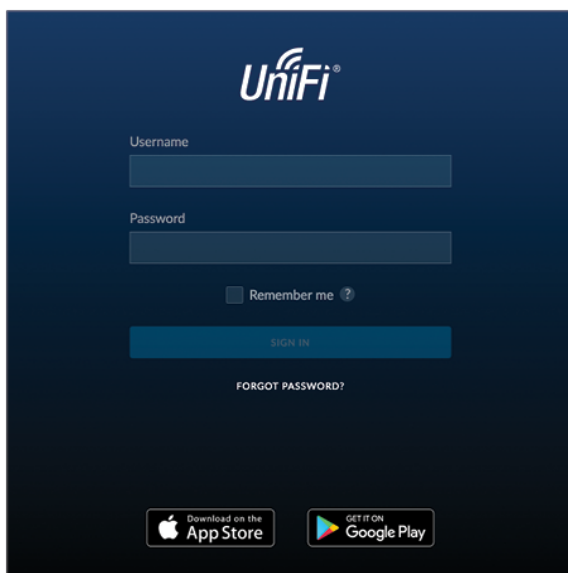 UniFi®
Username
Password
Remember me ?
SIGN IN
FORGOT PASSWORD?
Download on the
App Store
GET IT ON
Google Play